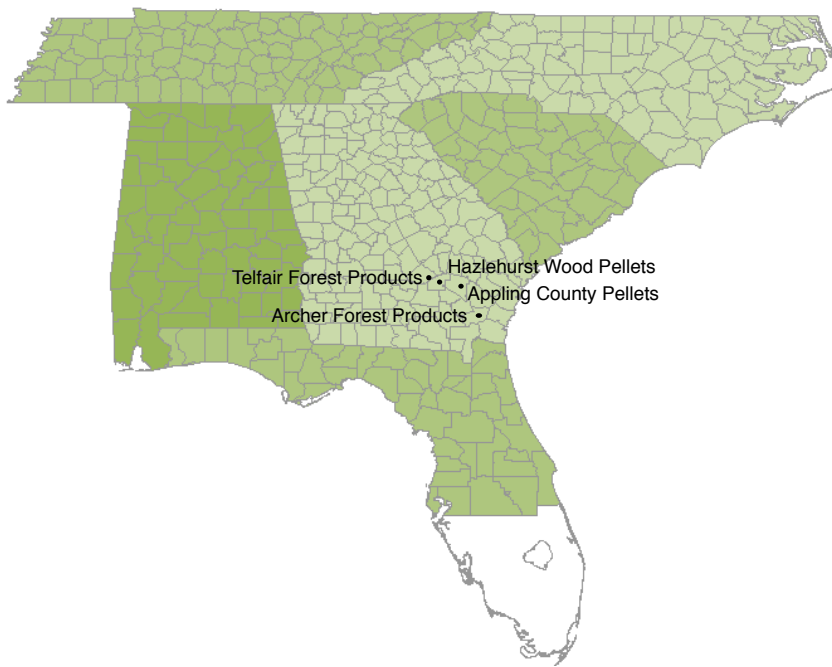 Hazlehurst Wood Pellets
Telfair Forest Products
Appling County Pellets
Archer Forest Products